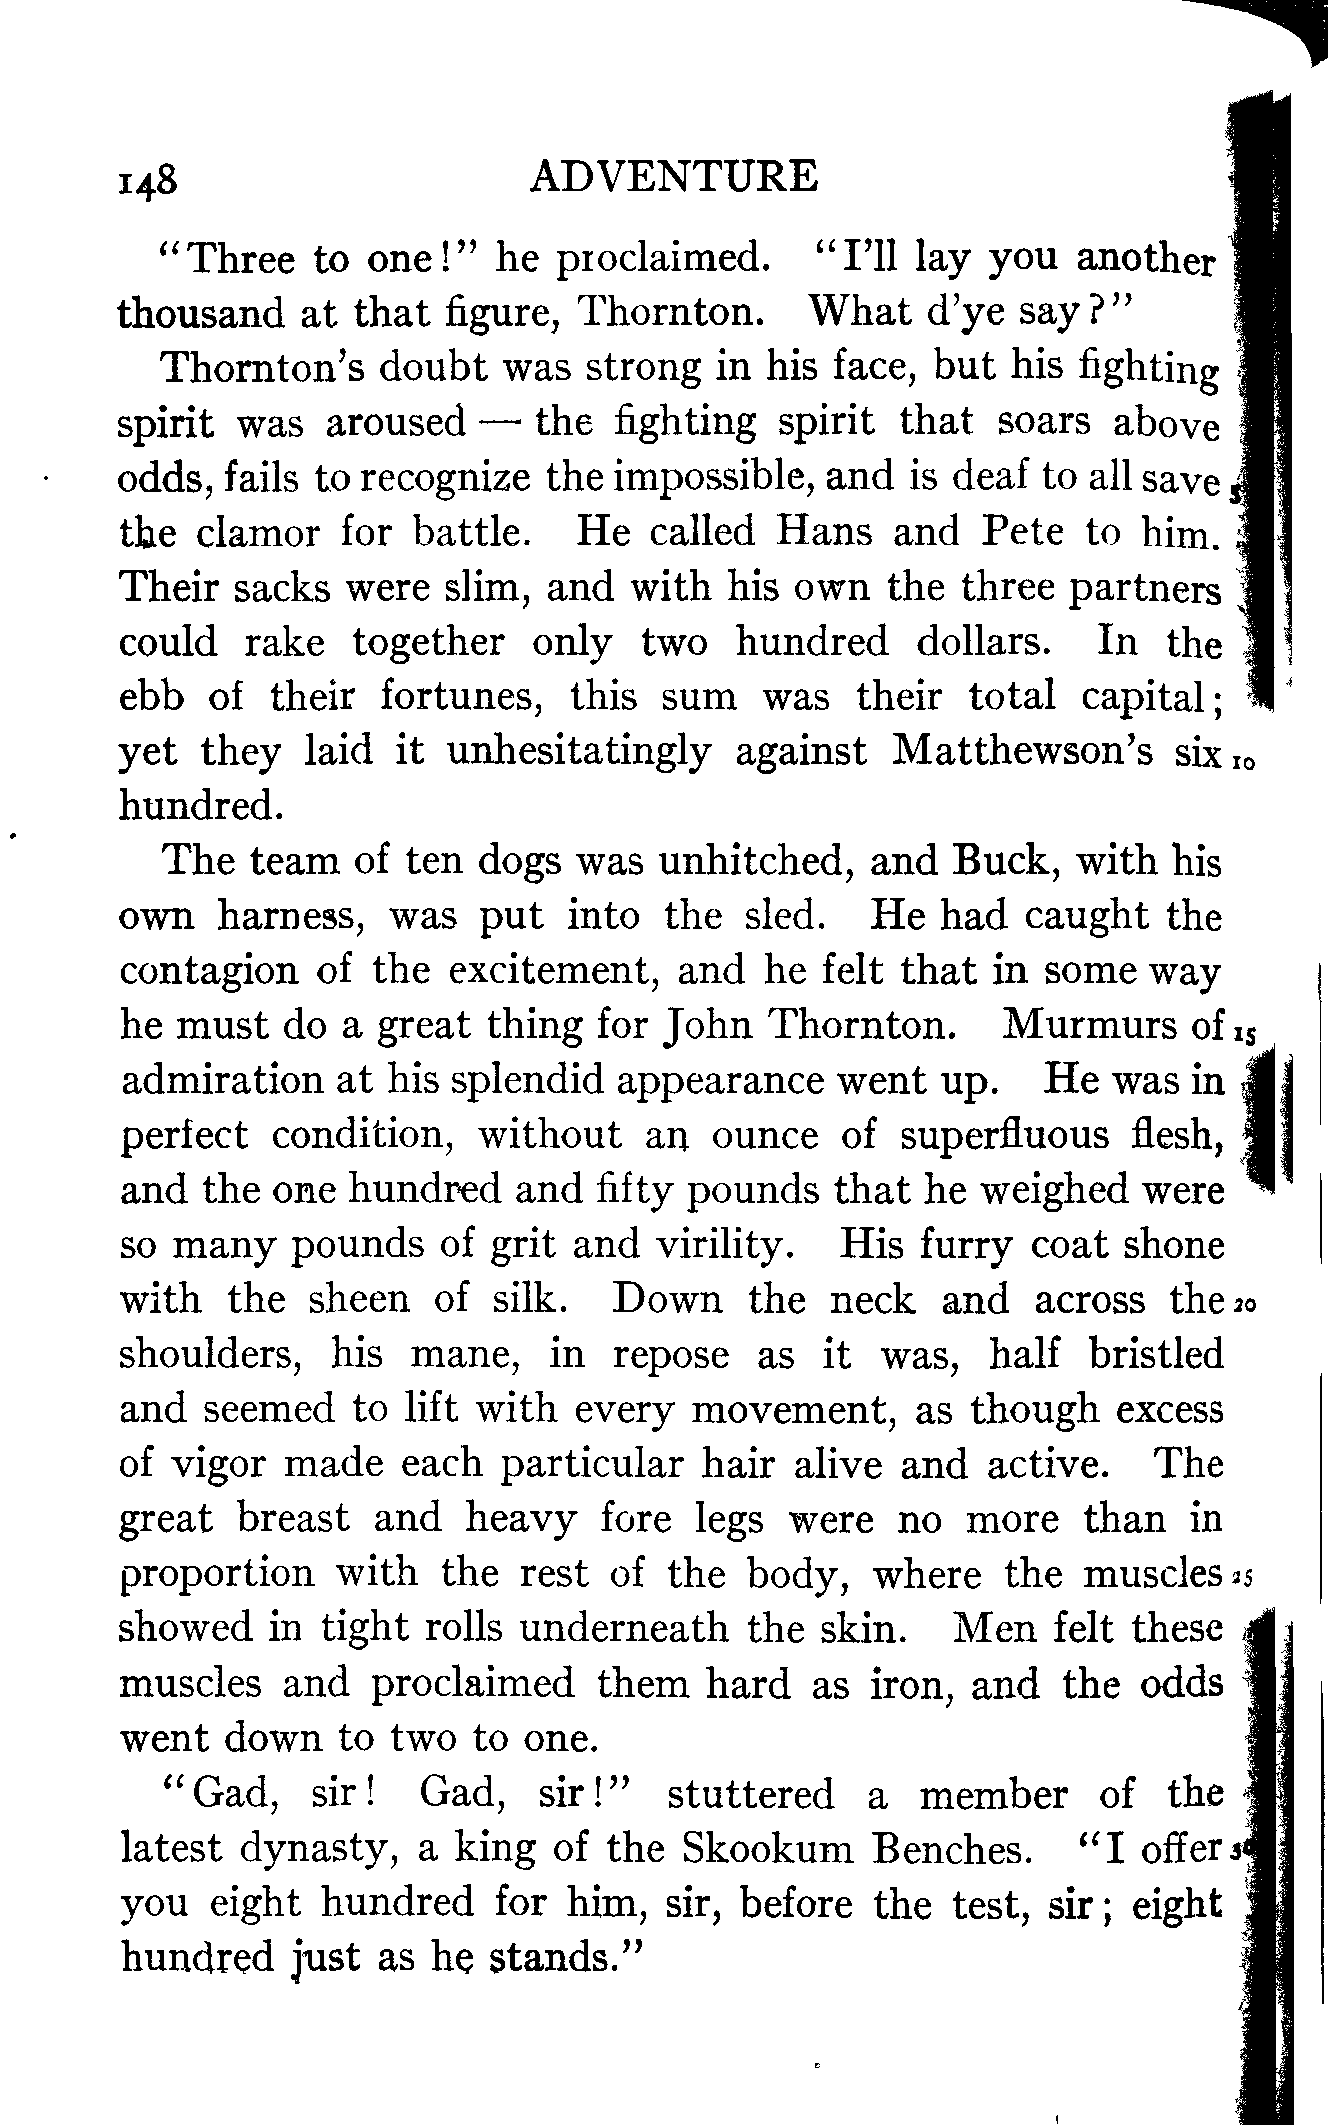 148 ADVENTURE
"Three to one!" he proclaimed. "I'll lay you another
thousand at that figure, Thornton. What d'ye say?"
Thornton's doubt was strong in his face, but his fighting
spirit was aroused — the fighting spirit that soars above
odds, fails to recognize the impossible, and is deaf to all save 5
the clamor for battle. He called Hans and Pete to him.
Their sacks were slim, and with his own the three partners
could rake together only two hundred dollars. In the
ebb of their fortunes, this sum was their total capital;
yet they laid it unhesitatingly against Matthewson's six 10
hundred.
The team of ten dogs was unhitched, and Buck, with his
own harness, was put into the sled. He had caught the
contagion of the excitement, and he felt that in some way
he must do a great thing for John Thornton. Murmurs of 15
admiration at his splendid appearance went up. He was in
perfect condition, without an ounce of superfluous flesh,
and the one hundred and fifty pounds that he weighed were
so many pounds of grit and virility. His furry coat shone
with the sheen of silk. Down the neck and across the 20
shoulders, his mane, in repose as it was, half bristled
and seemed to lift with every movement, as though excess
of vigor made each particular hair alive and active. The
great breast and heavy fore legs were no more than in
proportion with the rest of the body, where the muscles 25
showed in tight rolls underneath the skin. Men felt these
muscles and proclaimed them hard as iron, and the odds
went down to two to one.
"Gad, sir! Gad, sir!" stuttered a member of the
latest dynasty, a king of the Skookum Benches. "I offer 30
you eight hundred for him, sir, before the test, sir; eight
hundred just as he stands."